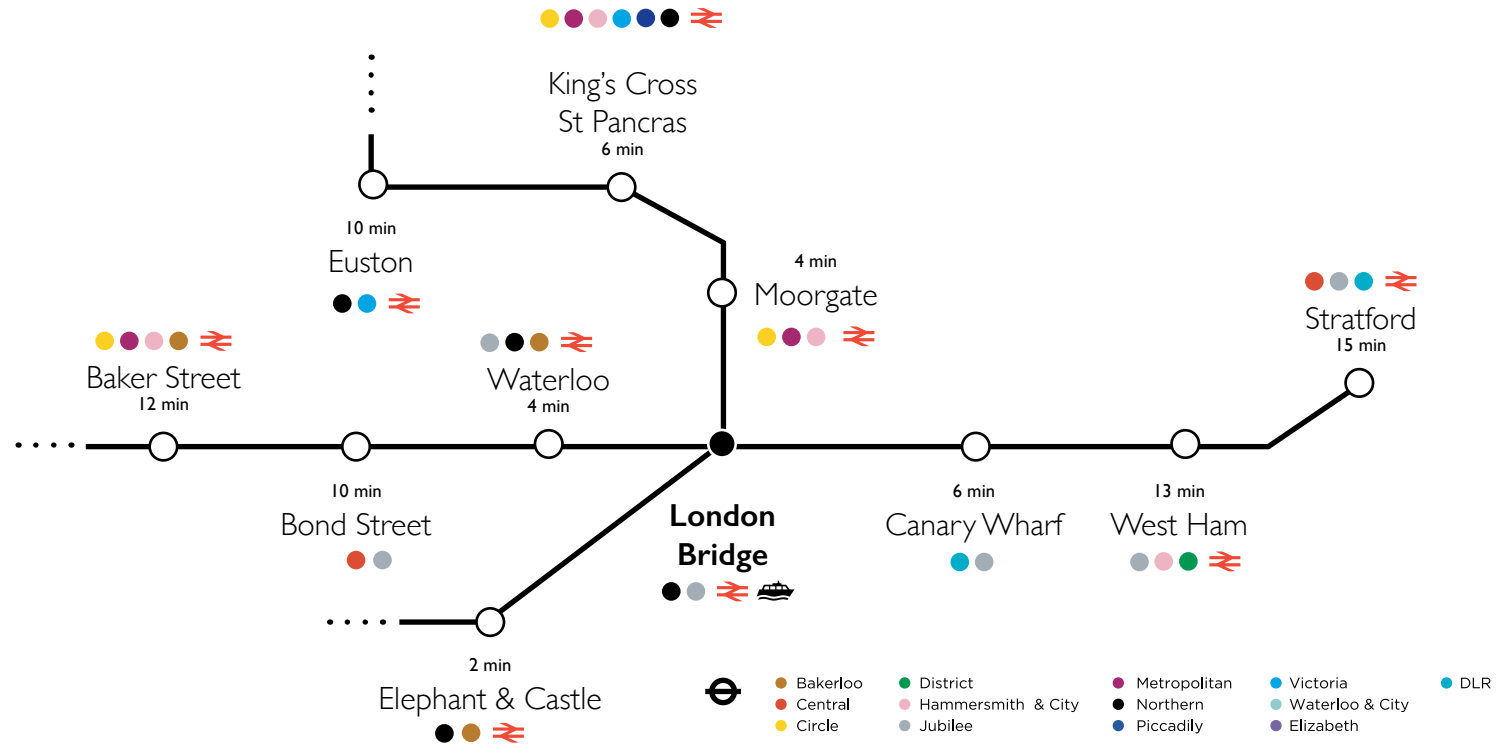 King's Cross
St Pancras
6 min
10 min
Euston
4 min
Moorgate
Stratford
15 min
Baker Street
12 min
Waterloo
4 min
10 min
Bond Street
London
Bridge
6 min
Canary Wharf
13 min
West Ham
2 min
Elephant & Castle
Bakerloo
Central
Circle
District
Hammersmith & City
Jubilee
Metropolitan
Northern
Piccadily
Victoria
Waterloo & City
Elizabeth
DLR